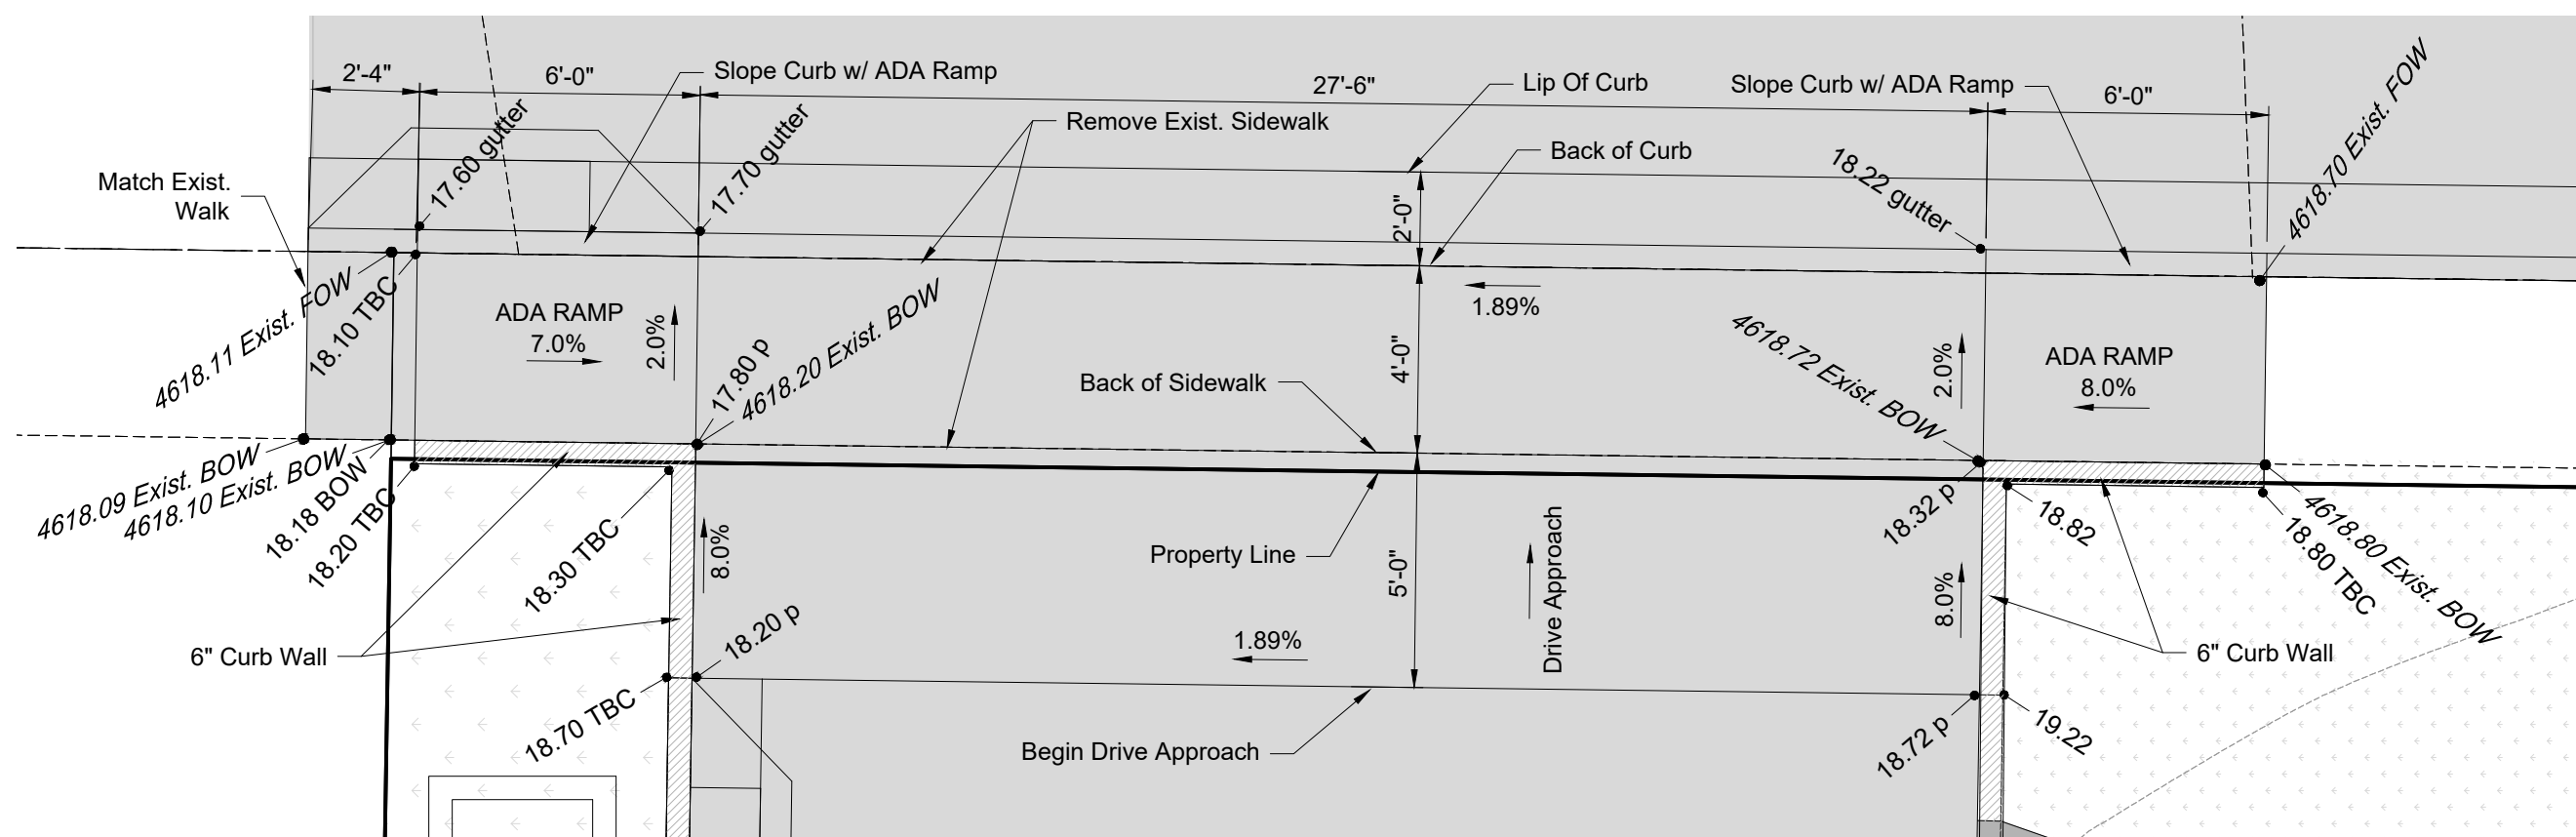 2'-4"
6'-0"
Slope Curb w/ ADA Ramp
27'-6"
Lip Of Curb
Slope Curb w/ ADA Ramp
6'-0"
4618.70 Exist. FOW
Remove Exist. Sidewalk
Back of Curb
17.60 gutter
17.70 gutter
18.22 gutter
Match Exist.
Walk
2'-0"
4618.11 Exist. FOW
18.10 TBC
ADA RAMP
7.0%
2.0%
17.80 p
4618.20 Exist. BOW
1.89%
4'-0"
Back of Sidewalk
4618.72 Exist. BOW
2.0%
ADA RAMP
8.0%
4618.09 Exist. BOW
4618.10 Exist. BOW
18.18 BOW
18.20 TBC
18.30 TBC
8.0%
Property Line
5'-0"
Drive Approach
18.32 p
8.0%
18.82
4618.80 Exist. BOW
18.80 TBC
6" Curb Wall
18.20 p
1.89%
6" Curb Wall
18.70 TBC
Begin Drive Approach
18.72 p
19.22